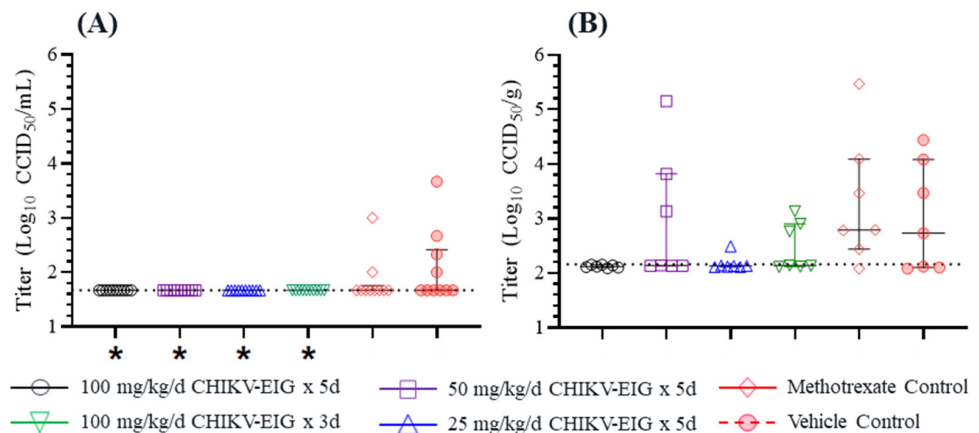 (A)
(B)
Titer (Log10 CCID50/mL)
6
5
4
3
2
1
* * * *
Titer (Log10 CCID50/g)
6
5
4
3
2
1
100 mg/kg/d CHIKV-EIG x 5d
50 mg/kg/d CHIKV-EIG x 5d
Methotrexate Control
100 mg/kg/d CHIKV-EIG x 3d
25 mg/kg/d CHIKV-EIG x 5d
Vehicle Control